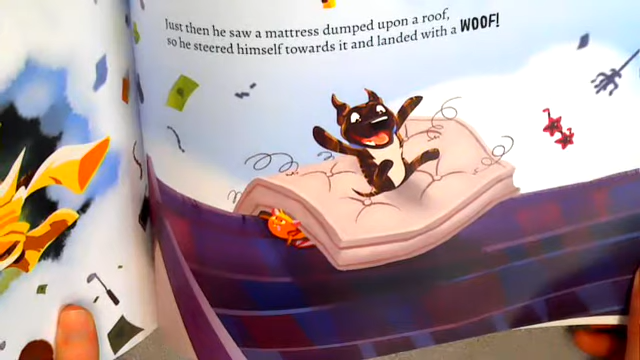 Just then he saw a mattress dumped upon a roof,
so he steered himself towards it and landed with a WOOF!